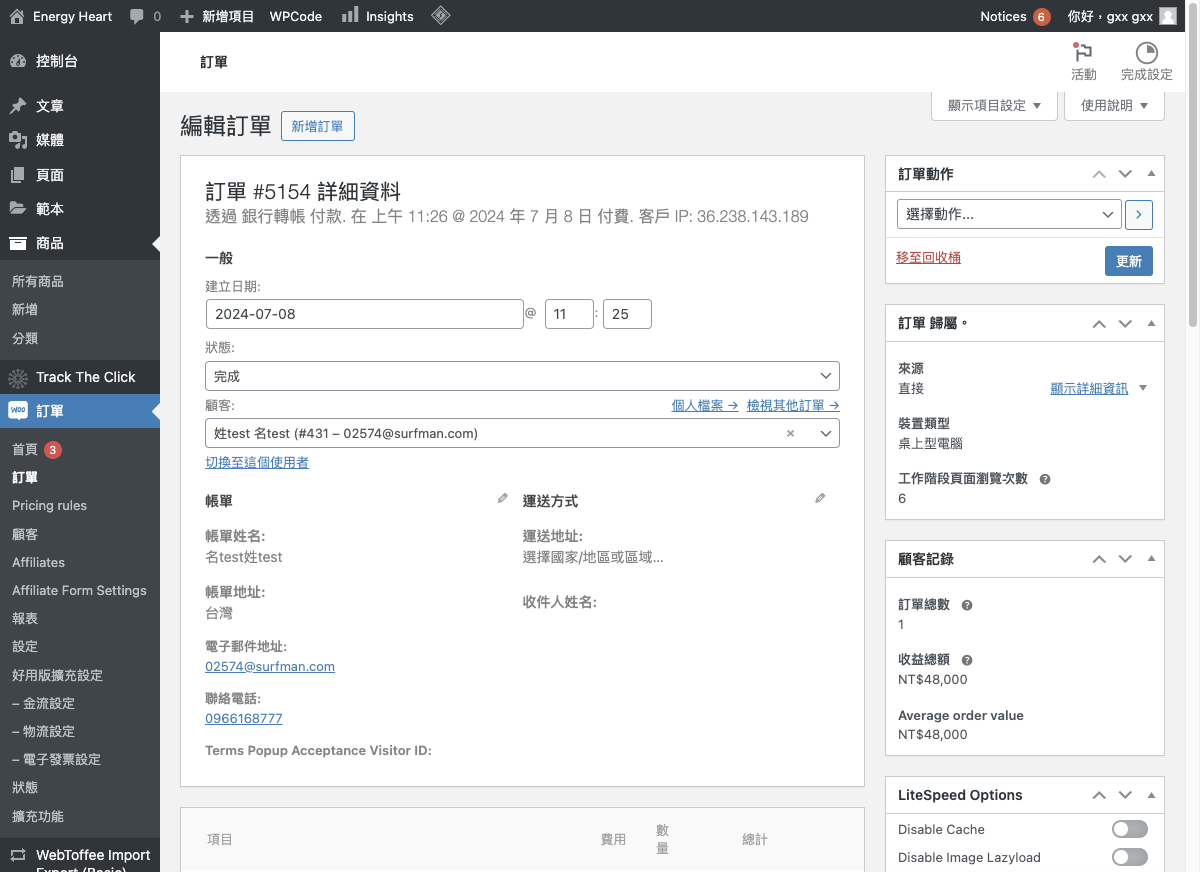 Energy Heart 0 新增項目 WPCode Insights Notices 6 你好，gxx gxx
控制台
文章
媒體
頁面
範本
商品
所有商品
新增
分類
Track The Click
訂單
首頁 3
訂單
Pricing rules
顧客
Affiliates
Affiliate Form Settings
報表
設定
好用版擴充設定
– 金流設定
– 物流設定
– 電子發票設定
狀態
擴充功能
WebToffee Import
Export (Basic)
訂單
活動
完成設定
顯示項目設定 ▼
使用說明 ▼
編輯訂單 新增訂單
訂單 #5154 詳細資料
透過 銀行轉帳 付款. 在 上午 11:26 @ 2024 年 7 月 8 日 付費. 客戶 IP: 36.238.143.189
一般
建立日期:
2024-07-08 @ 11 : 25
狀態:
完成
顧客: 個人檔案 → 檢視其他訂單 →
姓test 名test (#431 – 02574@surfman.com) ×
切換至這個使用者
帳單
帳單姓名:
名test姓test
帳單地址:
台灣
電子郵件地址:
02574@surfman.com
聯絡電話:
0966168777
Terms Popup Acceptance Visitor ID:
運送方式
運送地址:
選擇國家/地區或區域...
收件人姓名:
項目 費用 數量 總計
訂單動作
選擇動作...
移至回收桶 更新
訂單 歸屬。
來源
直接 顯示詳細資訊
裝置類型
桌上型電腦
工作階段頁面瀏覽次數
6
顧客記錄
訂單總數
1
收益總額
NT$48,000
Average order value
NT$48,000
LiteSpeed Options
Disable Cache
Disable Image Lazyload